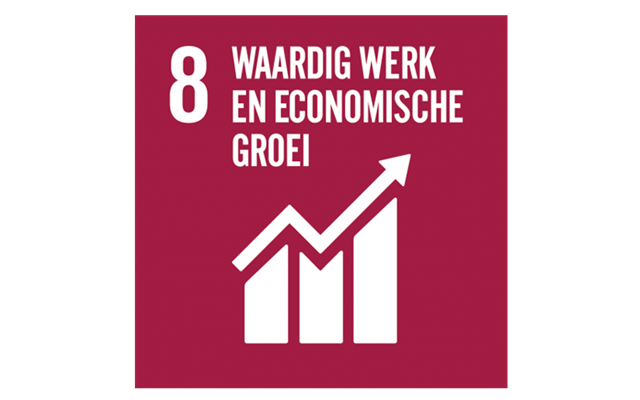 8 WAARDIG WERK
EN ECONOMISCHE
GROEI